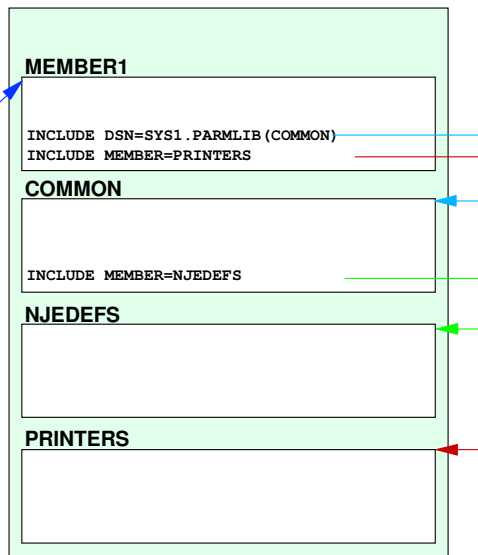 MEMBER1
INCLUDE DSN=SYS1.PARMLIB(COMMON)
INCLUDE MEMBER=PRINTERS
COMMON
INCLUDE MEMBER=NJEDEFS
NJEDEFS
PRINTERS